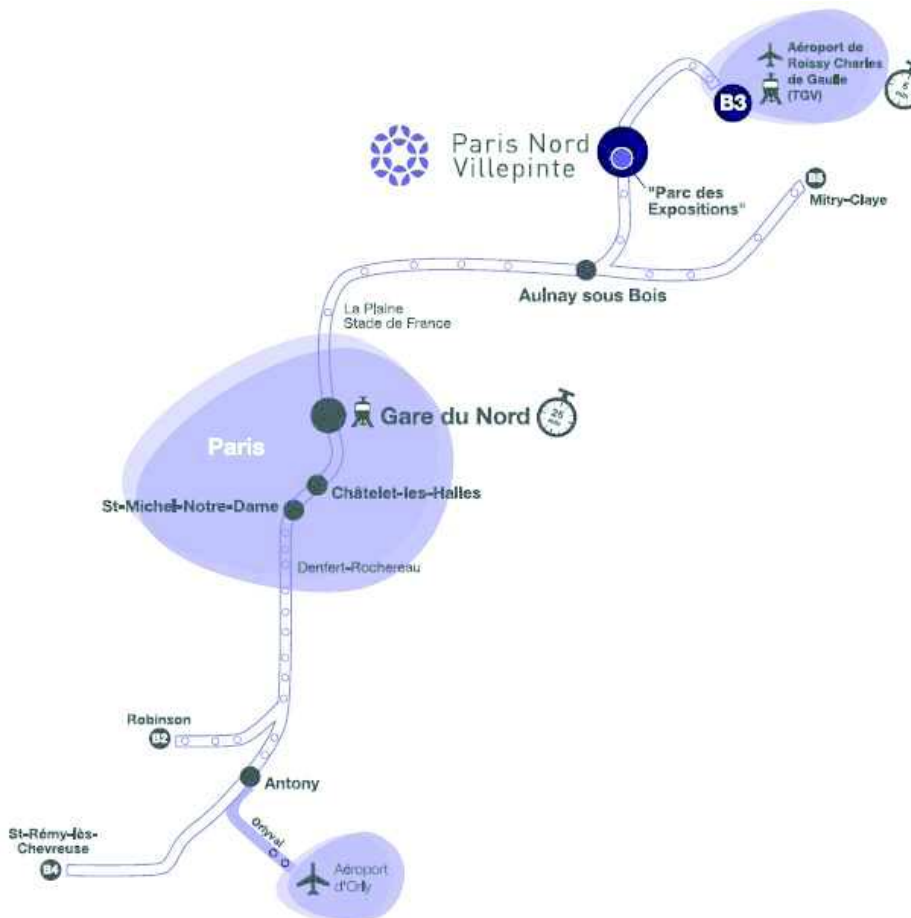 Aéroport de
Roissy Charles
de Gaulle
(TGV)
B3
Paris Nord
Villepinte
"Parc des
Expositions"
B5
Mitry-Claye
Aulnay sous Bois
La Plaine
Stade de France
Gare du Nord
25
min
Paris
Châtelet-les-Halles
St-Michel-Notre-Dame
Denfert-Rochereau
Robinson
B2
Antony
St-Rémy-lès-
Chevreuse
B4
Orlyval
Aéroport
d'Orly